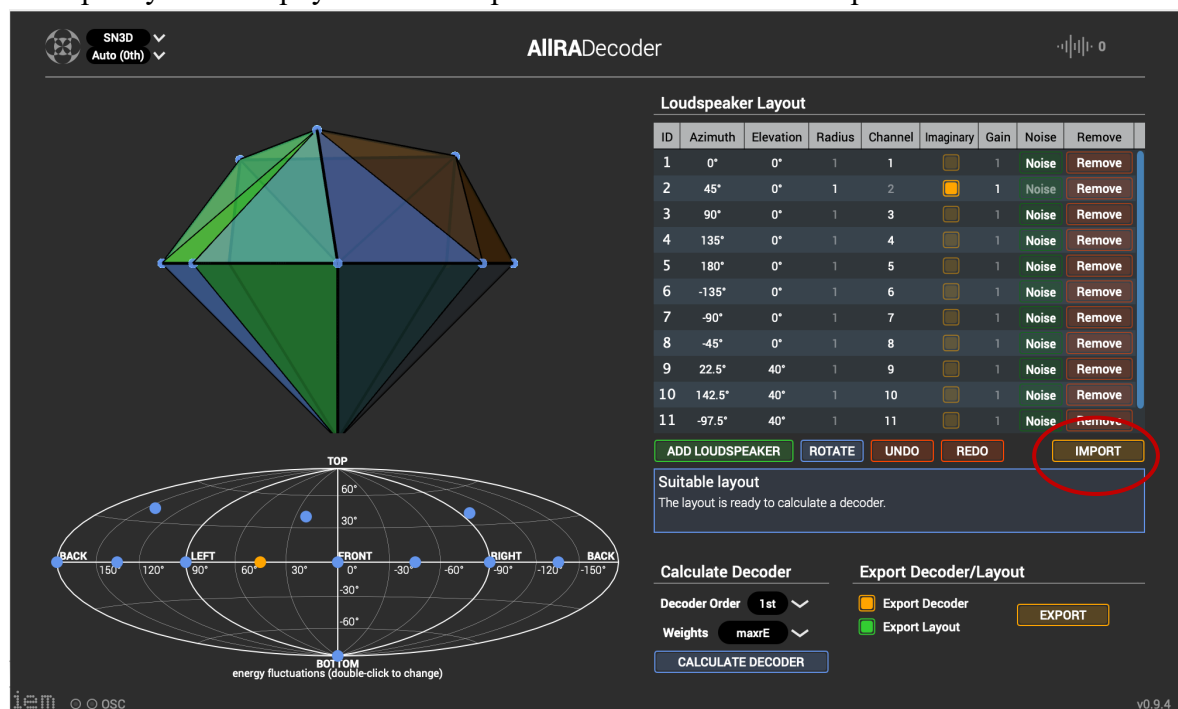 SN3D
Auto (0th)
AllRADecoder
0
Loudspeaker Layout
ID Azimuth Elevation Radius Channel Imaginary Gain Noise Remove
1 0° 0° 1 1 1 Noise Remove
2 45° 0° 1 2 1 Noise Remove
3 90° 0° 1 3 1 Noise Remove
4 135° 0° 1 4 1 Noise Remove
5 180° 0° 1 5 1 Noise Remove
6 -135° 0° 1 6 1 Noise Remove
7 -90° 0° 1 7 1 Noise Remove
8 -45° 0° 1 8 1 Noise Remove
9 22.5° 40° 1 9 1 Noise Remove
10 142.5° 40° 1 10 1 Noise Remove
11 -97.5° 40° 1 11 1 Noise Remove
ADD LOUDSPEAKER ROTATE UNDO REDO IMPORT
Suitable layout
The layout is ready to calculate a decoder.
TOP
60°
30°
BACK LEFT FRONT RIGHT BACK
150° 120° 90° 60° 30° 0° -30° -60° -90° -120° -150°
-30°
-60°
BOTTOM
energy fluctuations (double-click to change)
Calculate Decoder
Decoder Order 1st
Weights maxrE
CALCULATE DECODER
Export Decoder/Layout
Export Decoder
Export Layout
EXPORT
iem OSC
v0.9.4